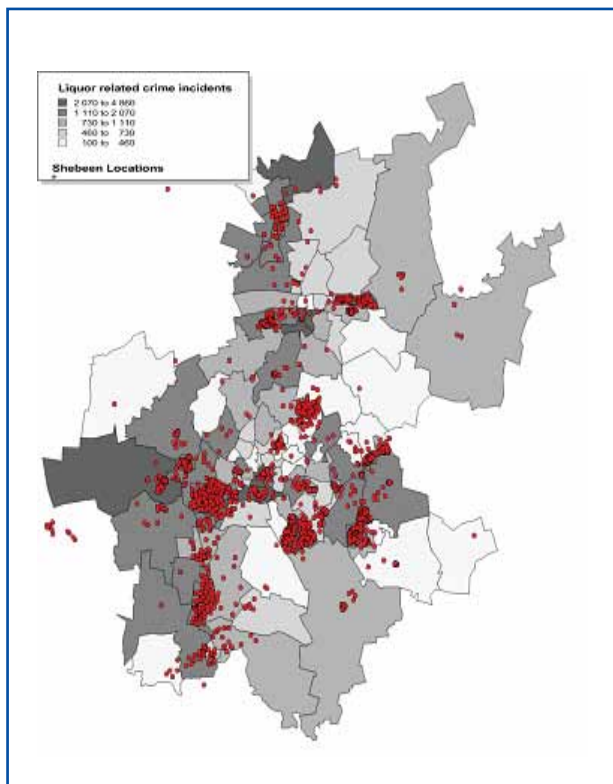 Liquor related crime incidents
2 070 to 4 860
1 110 to 2 070
730 to 1 110
460 to 730
100 to 460
Shebeen Locations